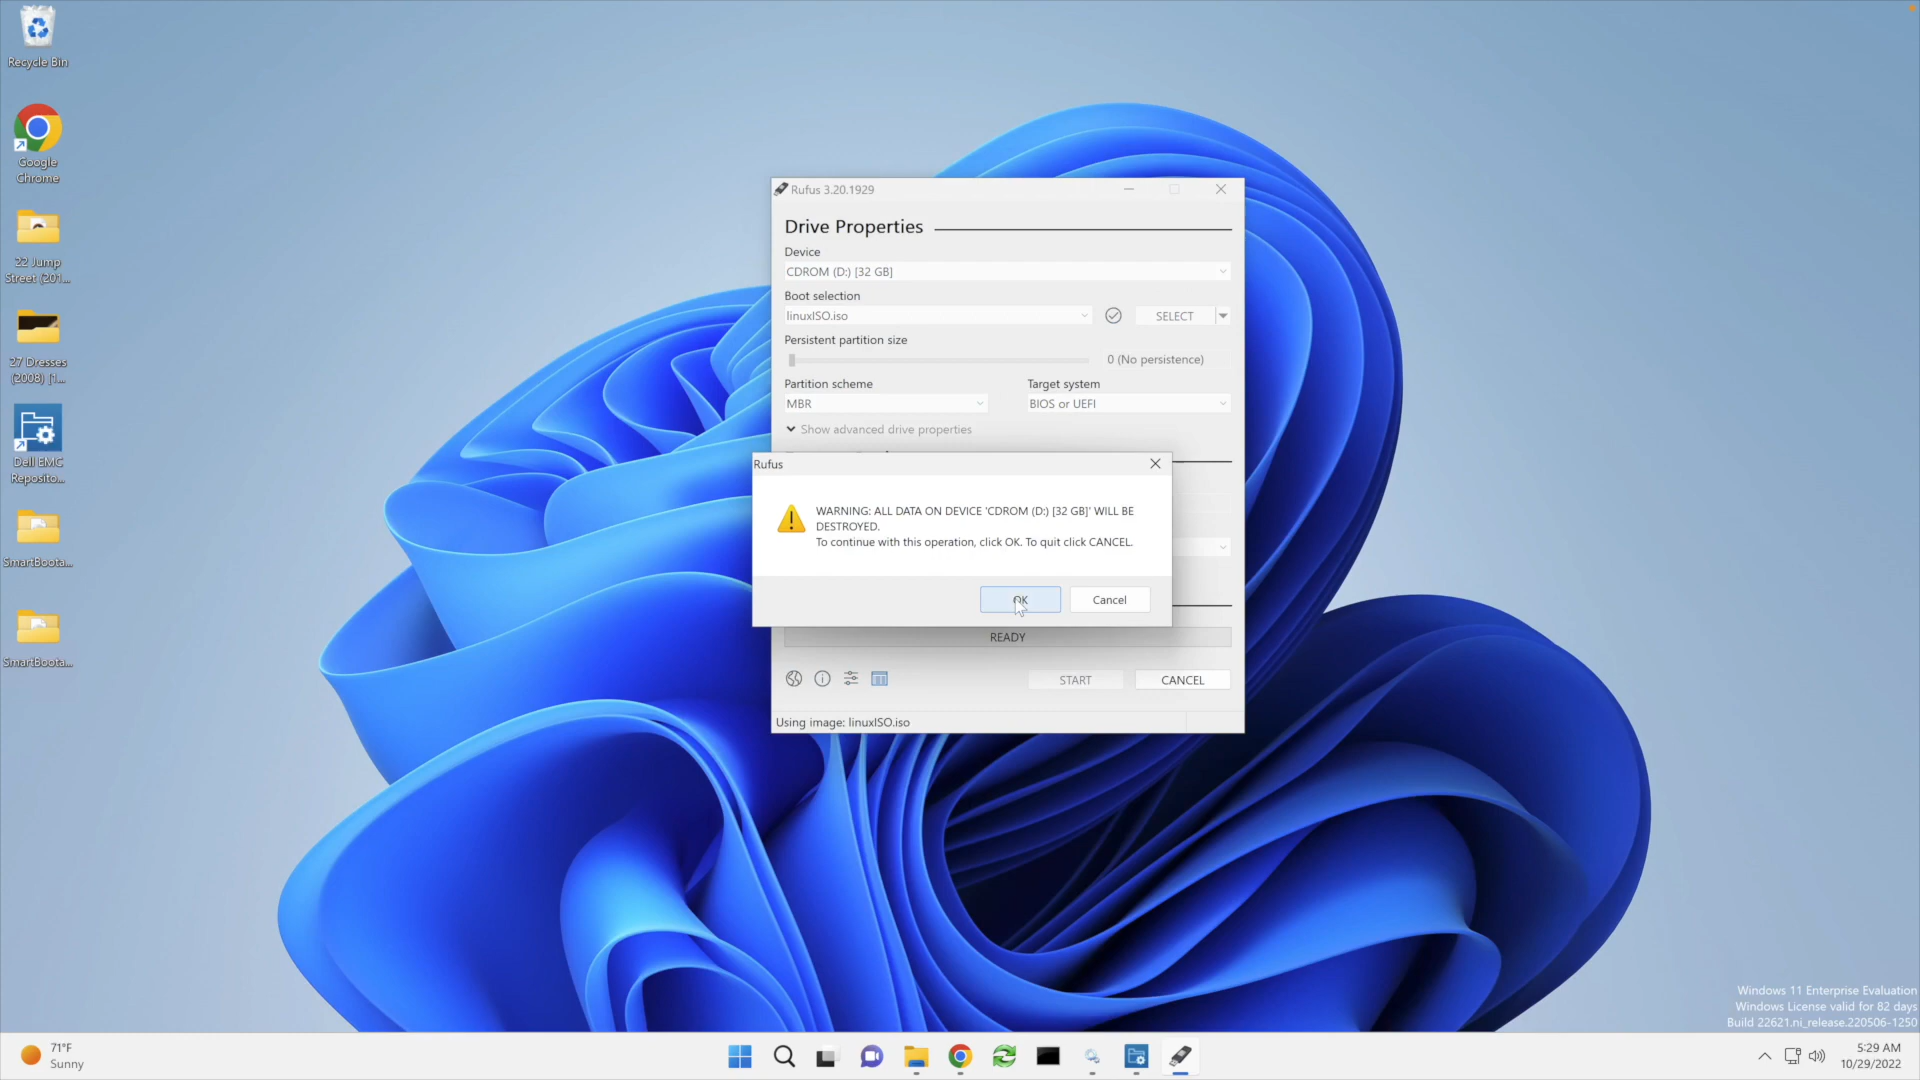 Recycle Bin
Google
Chrome
22 Jump
Street (201...
27 Dresses
(2008) [1...
Dell EMC
Reposito...
SmartBoota...
SmartBoota...
Rufus 3.20.1929
Drive Properties
Device
CDROM (D:) [32 GB]
Boot selection
linuxISO.iso
SELECT
Persistent partition size
0 (No persistence)
Partition scheme
Target system
MBR
BIOS or UEFI
Show advanced drive properties
Rufus
WARNING: ALL DATA ON DEVICE 'CDROM (D:) [32 GB]' WILL BE
DESTROYED.
To continue with this operation, click OK. To quit click CANCEL.
OK
Cancel
READY
START
CANCEL
Using image: linuxISO.iso
Windows 11 Enterprise Evaluation
Windows License valid for 82 days
Build 22621.ni_release.220506-1250
71°F
Sunny
5:29 AM
10/29/2022